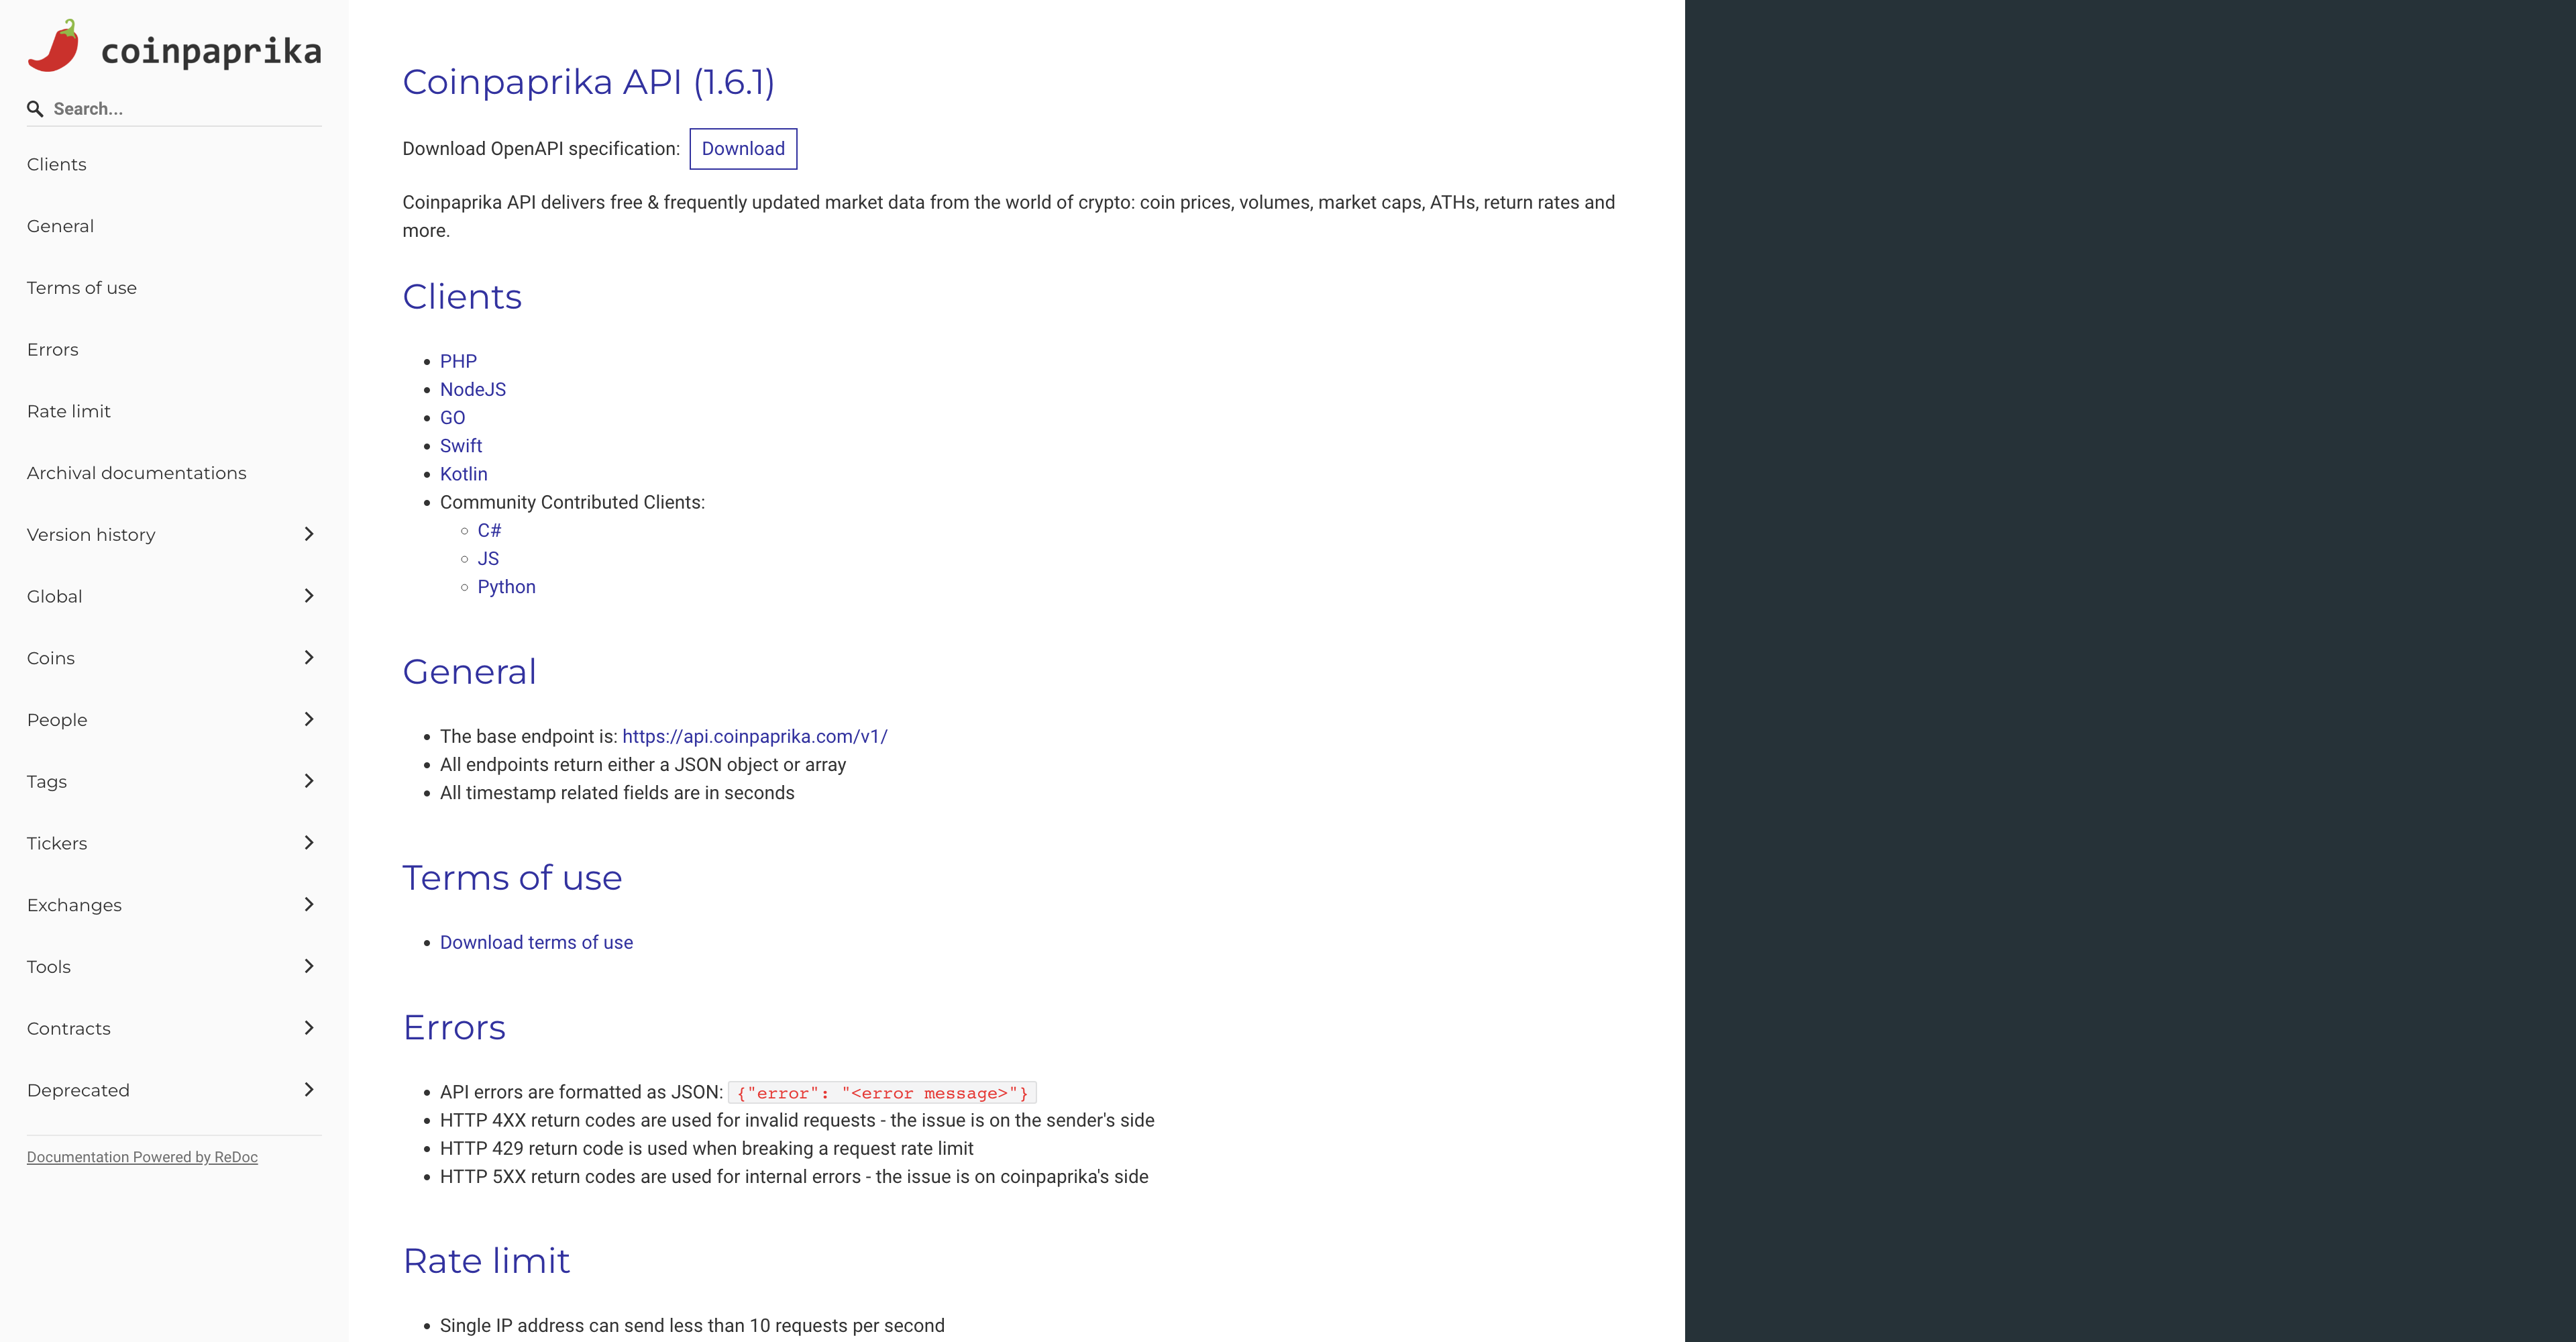 coinpaprika
Search...
Clients
General
Terms of use
Errors
Rate limit
Archival documentations
Version history
Global
Coins
People
Tags
Tickers
Exchanges
Tools
Contracts
Deprecated
Documentation Powered by ReDoc
Coinpaprika API (1.6.1)
Download OpenAPI specification: Download
Coinpaprika API delivers free & frequently updated market data from the world of crypto: coin prices, volumes, market caps, ATHs, return rates and
more.
Clients
PHP
NodeJS
GO
Swift
Kotlin
Community Contributed Clients:
C#
JS
Python
General
The base endpoint is: https://api.coinpaprika.com/v1/
All endpoints return either a JSON object or array
All timestamp related fields are in seconds
Terms of use
Download terms of use
Errors
API errors are formatted as JSON: {"error": "<error message>"}
HTTP 4XX return codes are used for invalid requests - the issue is on the sender's side
HTTP 429 return code is used when breaking a request rate limit
HTTP 5XX return codes are used for internal errors - the issue is on coinpaprika's side
Rate limit
Single IP address can send less than 10 requests per second